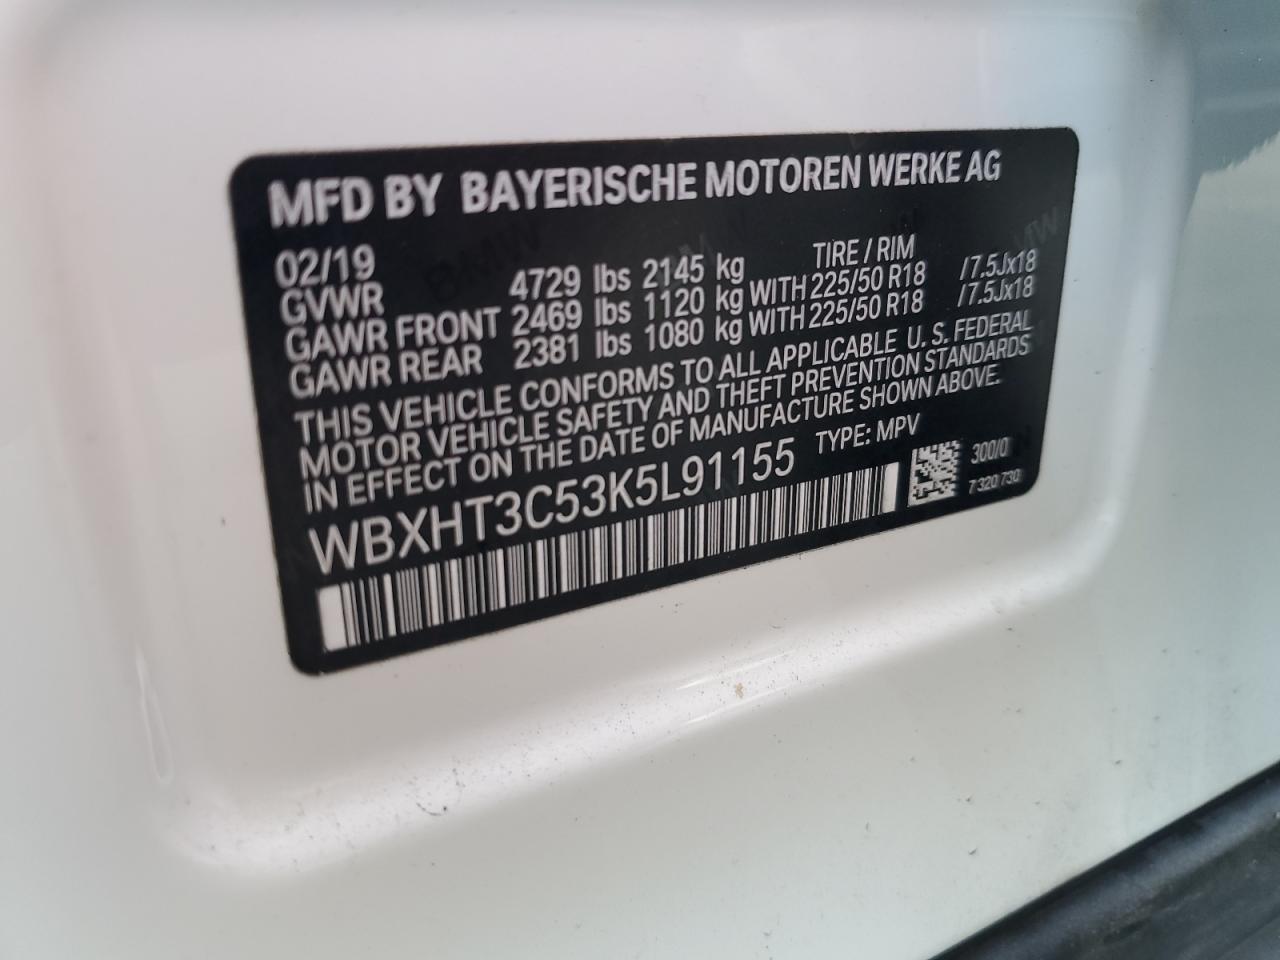 MFD BY BAYERISCHE MOTOREN WERKE AG
02/19 TIRE / RIM
GVWR 4729 lbs 2145 kg
GAWR FRONT 2469 lbs 1120 kg WITH 225/50 R18 /7.5Jx18
GAWR REAR 2381 lbs 1080 kg WITH 225/50 R18 /7.5Jx18
THIS VEHICLE CONFORMS TO ALL APPLICABLE U. S. FEDERAL
MOTOR VEHICLE SAFETY AND THEFT PREVENTION STANDARDS
IN EFFECT ON THE DATE OF MANUFACTURE SHOWN ABOVE.
WBXHT3C53K5L91155 TYPE: MPV
300/0
7 320 730